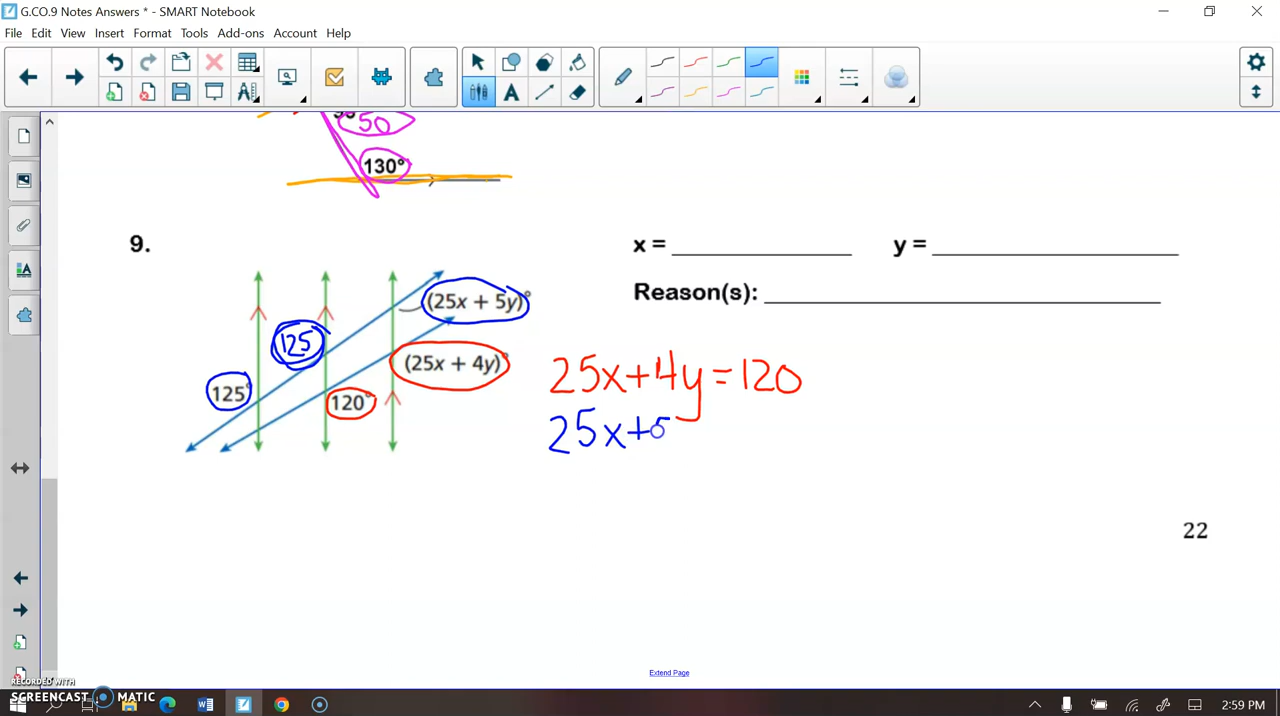 G.CO.9 Notes Answers * - SMART Notebook
File Edit View Insert Format Tools Add-ons Account Help
50
130°
9.
x = ____________ y = ____________
Reason(s): ____________
(25x + 5y)°
125
(25x + 4y)°
125°
120°
25x+4y=120
25x+5
22
Extend Page
RECORDED WITH
SCREENCAST MATIC
2:59 PM